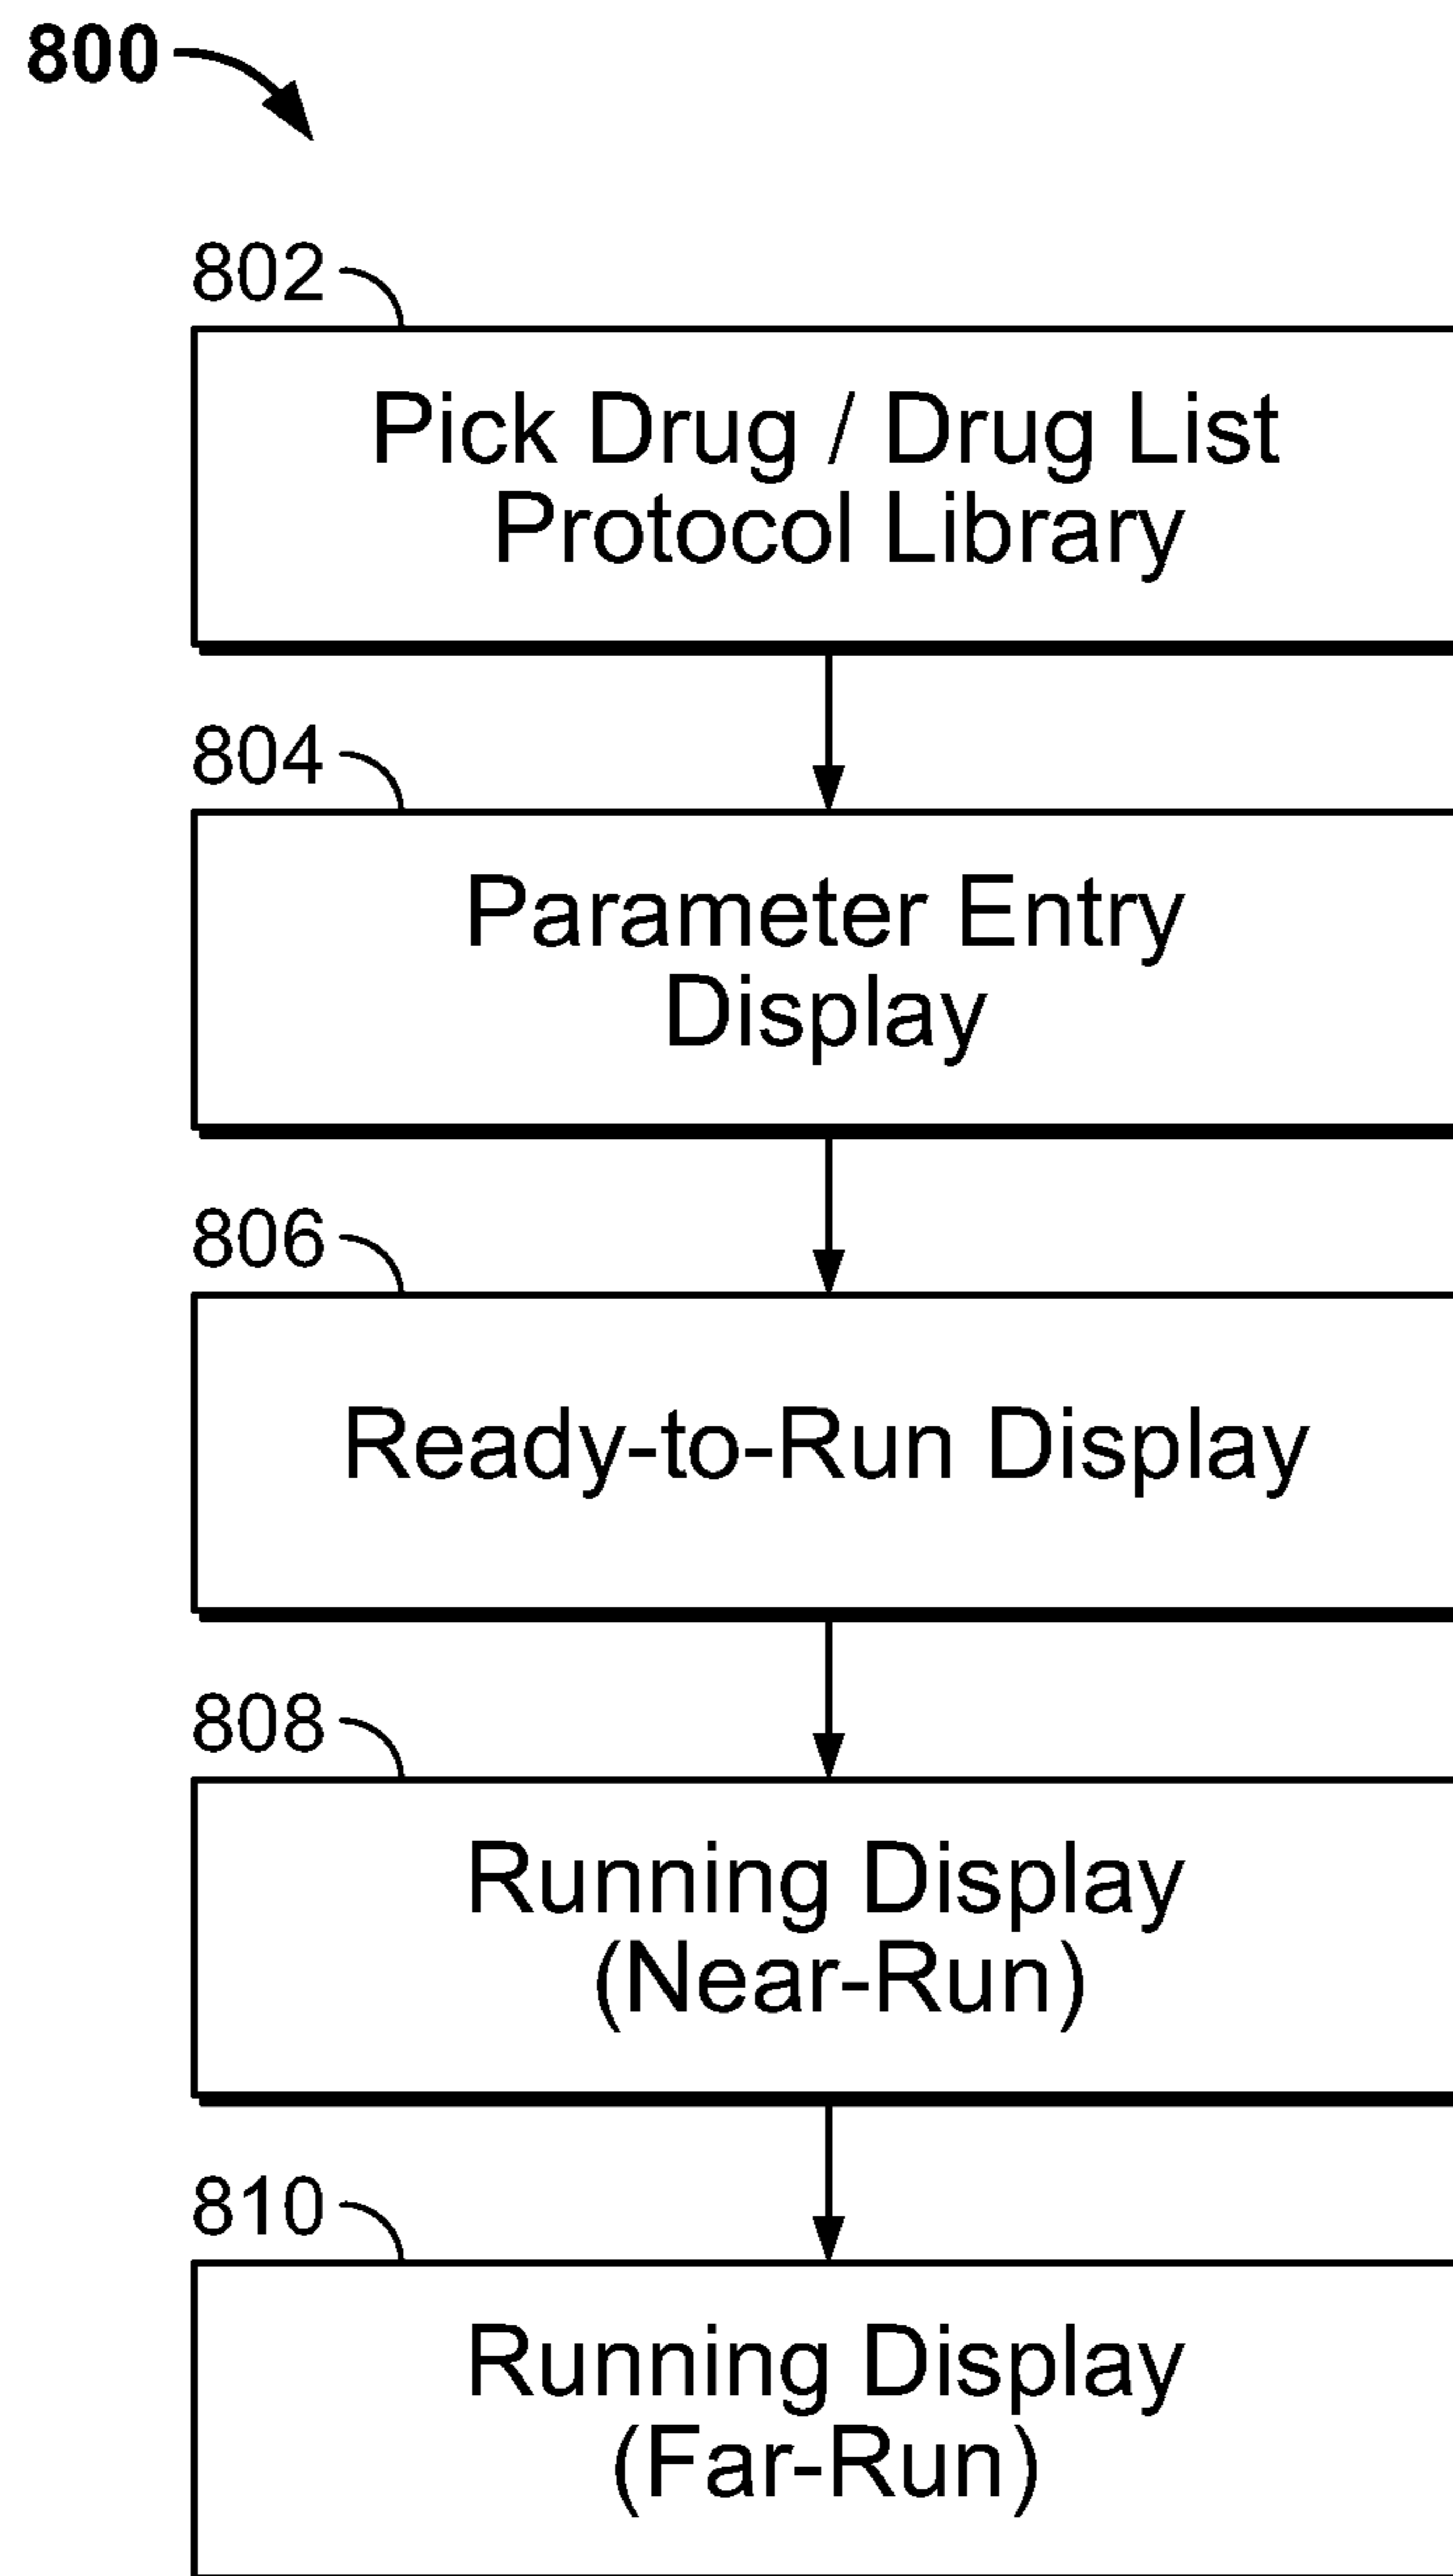 800
802
Pick Drug / Drug List
Protocol Library
804
Parameter Entry
Display
806
Ready-to-Run Display
808
Running Display
(Near-Run)
810
Running Display
(Far-Run)